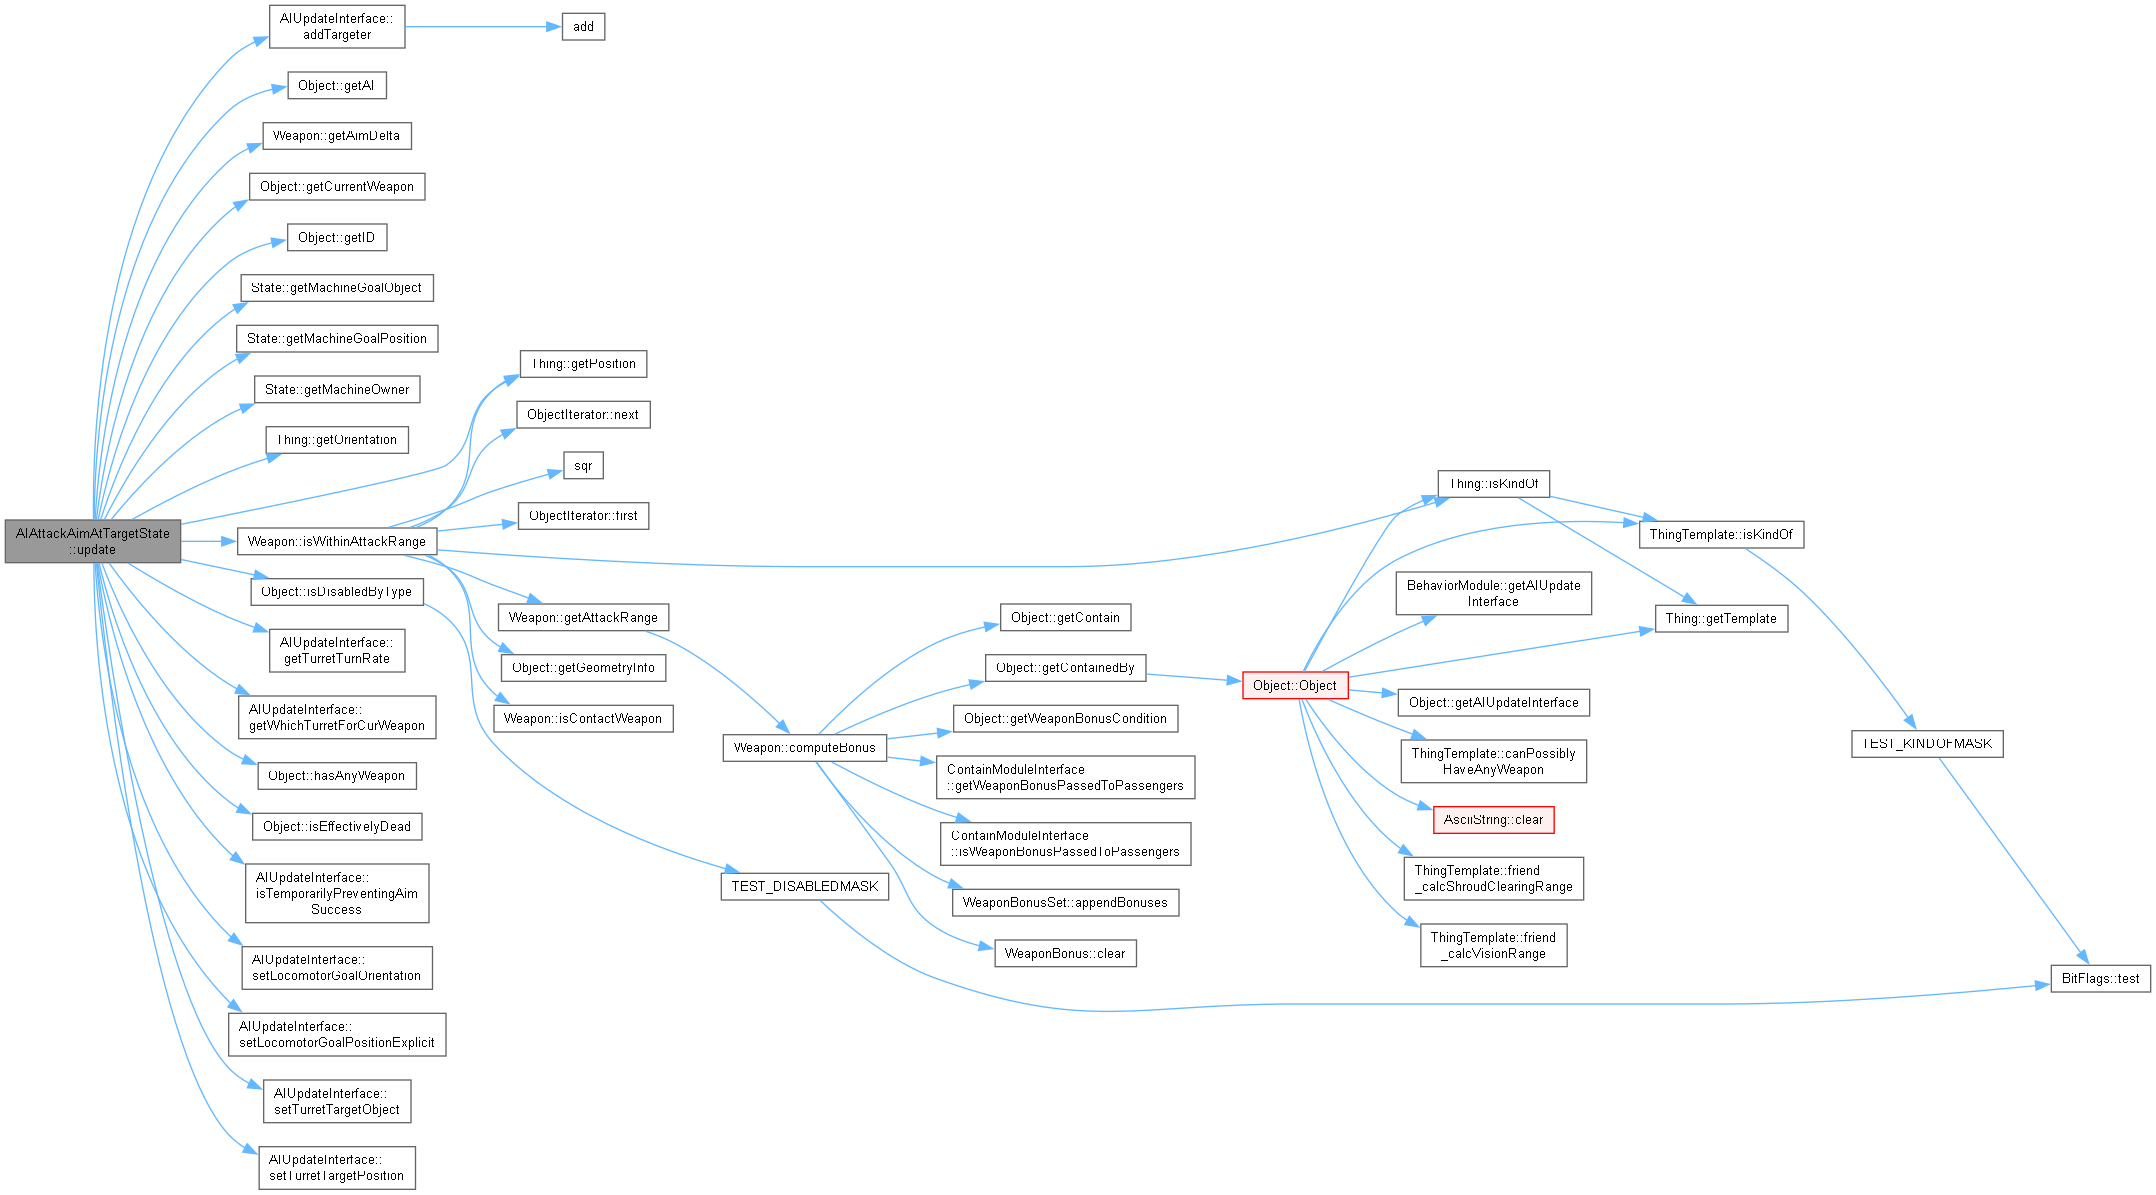 AIAttackAimAtTargetState
::update
AIUpdateInterface::
addTargeter
add
Object::getAI
Weapon::getAimDelta
Object::getCurrentWeapon
Object::getID
State::getMachineGoalObject
State::getMachineGoalPosition
State::getMachineOwner
Thing::getOrientation
Thing::getPosition
ObjectIterator::next
sqr
ObjectIterator::first
Weapon::isWithinAttackRange
Object::isDisabledByType
Weapon::getAttackRange
Object::getGeometryInfo
Weapon::isContactWeapon
AIUpdateInterface::
getTurretTurnRate
AIUpdateInterface::
getWhichTurretForCurWeapon
Object::hasAnyWeapon
Object::isEffectivelyDead
AIUpdateInterface::
isTemporarilyPreventingAim
Success
AIUpdateInterface::
setLocomotorGoalOrientation
AIUpdateInterface::
setLocomotorGoalPositionExplicit
AIUpdateInterface::
setTurretTargetObject
AIUpdateInterface::
setTurretTargetPosition
Weapon::computeBonus
TEST_DISABLEDMASK
Object::getContain
Object::getContainedBy
Object::getWeaponBonusCondition
ContainModuleInterface
::getWeaponBonusPassedToPassengers
ContainModuleInterface
::isWeaponBonusPassedToPassengers
WeaponBonusSet::appendBonuses
WeaponBonus::clear
Object::Object
Thing::isKindOf
ThingTemplate::isKindOf
BehaviorModule::getAIUpdate
Interface
Thing::getTemplate
Object::getAIUpdateInterface
ThingTemplate::canPossibly
HaveAnyWeapon
AsciiString::clear
ThingTemplate::friend
_calcShroudClearingRange
ThingTemplate::friend
_calcVisionRange
TEST_KINDOFMASK
BitFlags::test